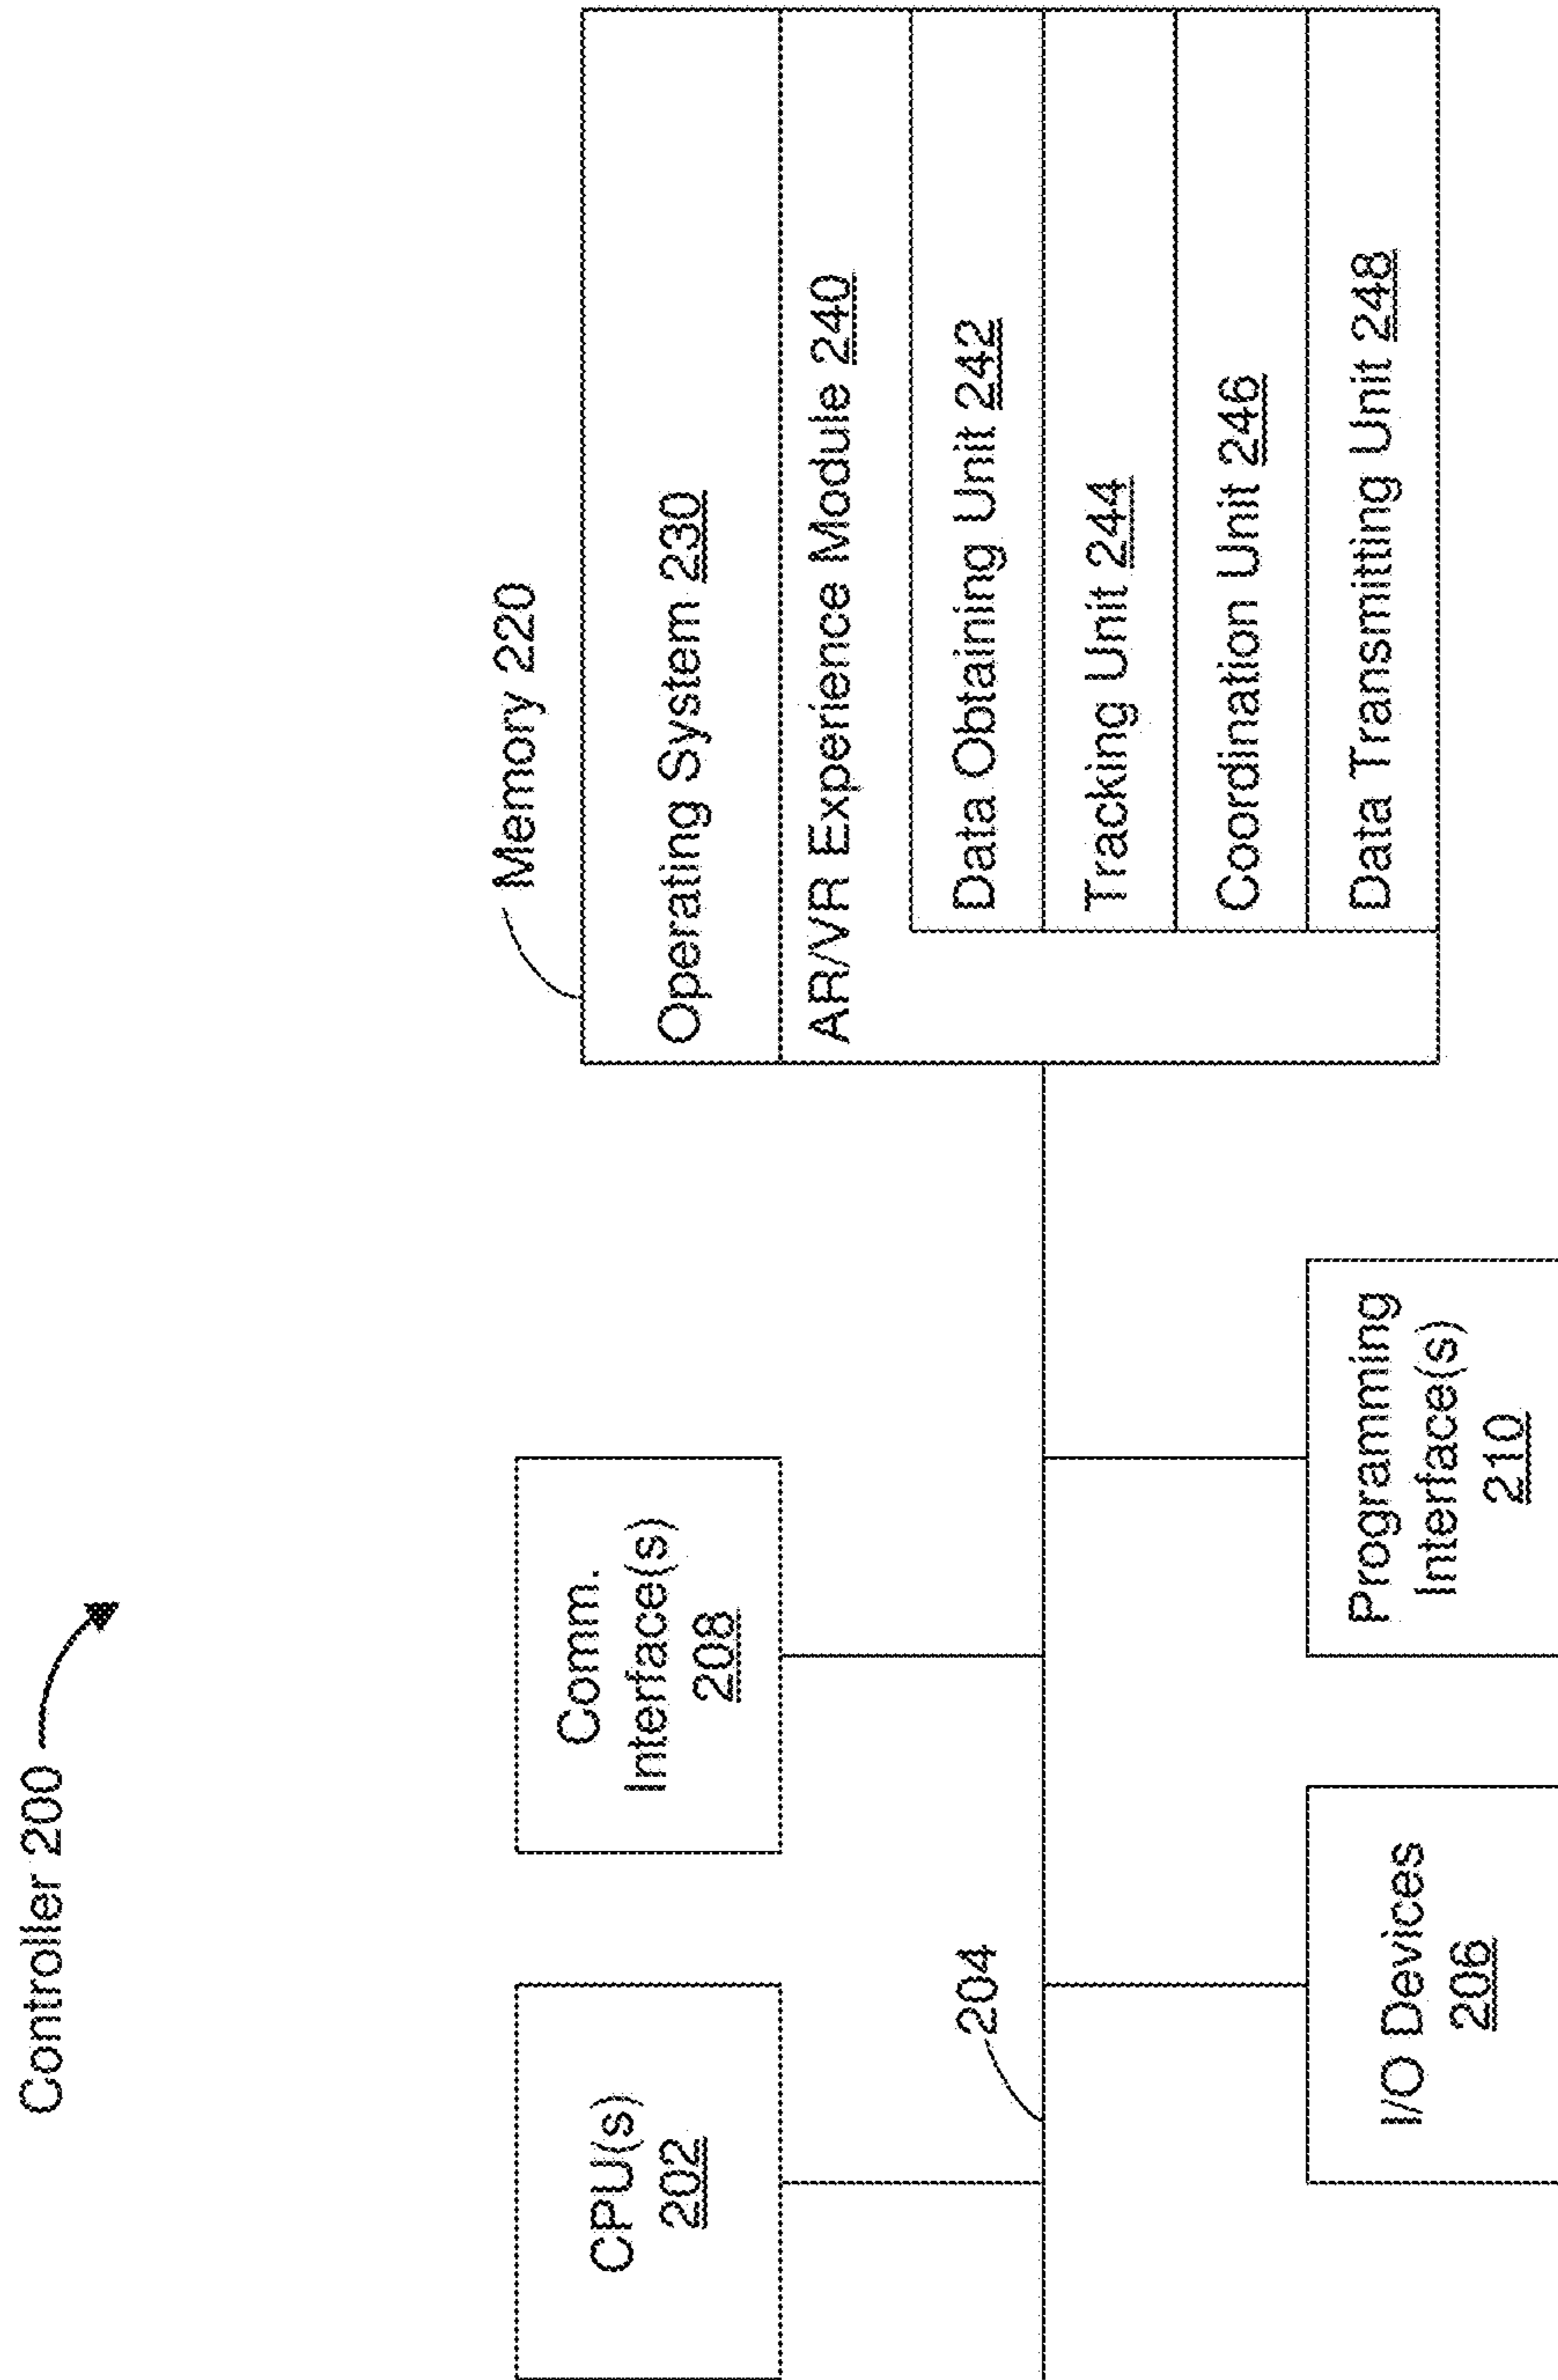 Controller 200
Memory 220
CPU(s)
202
Comm.
Interface(s)
208
Operating System 230
AR/VR Experience Module 240
Data Obtaining Unit 242
Tracking Unit 244
Coordination Unit 246
Data Transmitting Unit 248
204
I/O Devices
206
Programming
Interface(s)
210